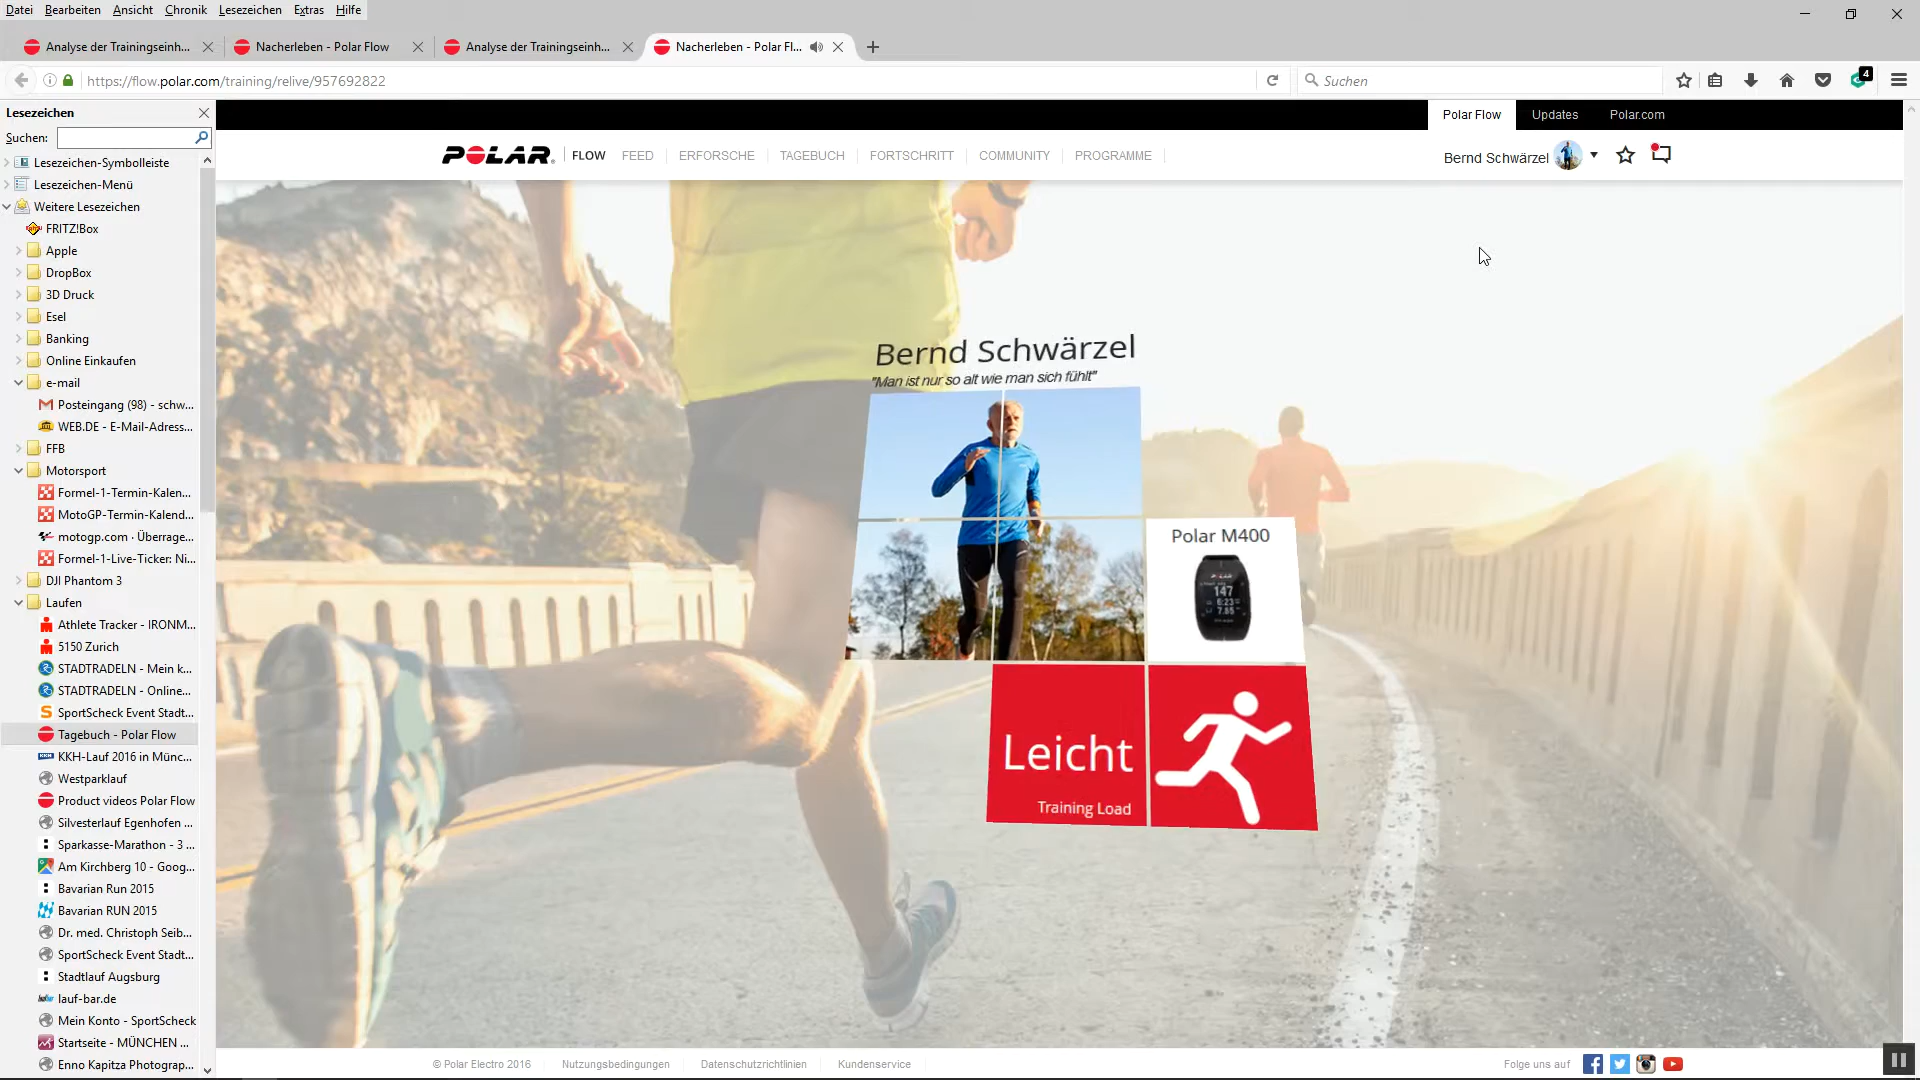 Datei Bearbeiten Ansicht Chronik Lesezeichen Extras Hilfe
Analyse der Trainingseinh...
Nacherleben - Polar Flow
Analyse der Trainingseinh...
Nacherleben - Polar Fl...
https://flow.polar.com/training/relive/957692822
Suchen
4
Lesezeichen
Suchen:
Lesezeichen-Symbolleiste
Lesezeichen-Menü
Weitere Lesezeichen
FRITZ!Box
Apple
DropBox
3D Druck
Esel
Banking
Online Einkaufen
e-mail
Posteingang (98) - schw...
WEB.DE - E-Mail-Adress...
FFB
Motorsport
Formel-1-Termin-Kalen...
MotoGP-Termin-Kalend...
motogp.com · Überrage...
Formel-1-Live-Ticker: Ni...
DJI Phantom 3
Laufen
Athlete Tracker - IRONM...
5150 Zurich
STADTRADELN - Mein k...
STADTRADELN - Online...
SportScheck Event Stadt...
Tagebuch - Polar Flow
KKH-Lauf 2016 in Münc...
Westparklauf
Product videos Polar Flow
Silvesterlauf Egenhofen ...
Sparkasse-Marathon - 3 ...
Am Kirchberg 10 - Goog...
Bavarian Run 2015
Bavarian RUN 2015
Dr. med. Christoph Seib...
SportScheck Event Stadt...
Stadtlauf Augsburg
lauf-bar.de
Mein Konto - SportScheck
Startseite - MÜNCHEN ...
Enno Kapitza Photograp...
Polar Flow Updates Polar.com
POLAR FLOW FEED ERFORSCHE TAGEBUCH FORTSCHRITT COMMUNITY PROGRAMME
Bernd Schwärzel
Bernd Schwärzel
"Man ist nur so alt wie man sich fühlt"
Polar M400
147
6:23
7.85
Leicht
Training Load
© Polar Electro 2016 Nutzungsbedingungen Datenschutzrichtlinien Kundenservice
Folge uns auf